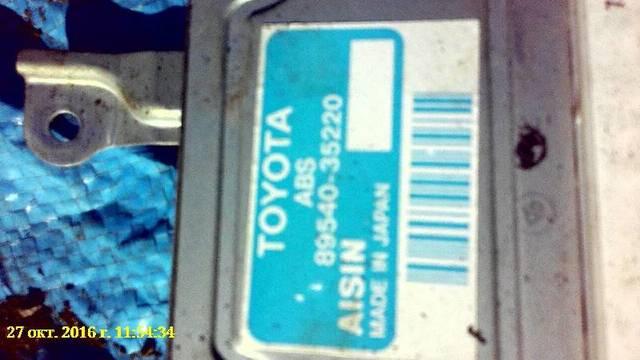 TOYOTA
ABS
89540-35220
AISIN
MADE IN JAPAN
27 окт. 2016 г. 11:54:34